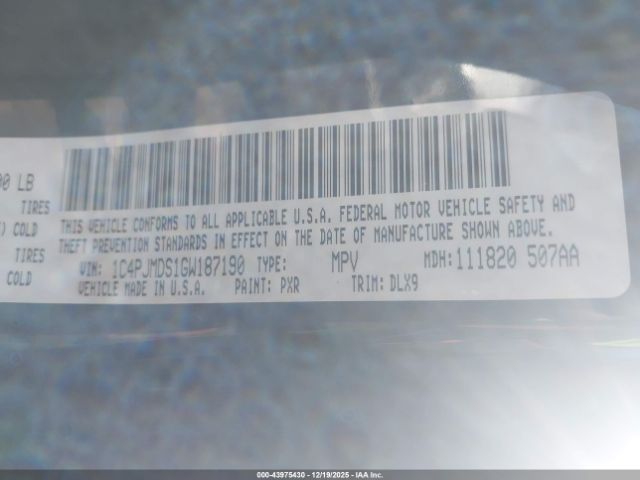 00 LB
TIRES
COLD
TIRES
COLD
THIS VEHICLE CONFORMS TO ALL APPLICABLE U.S.A. FEDERAL MOTOR VEHICLE SAFETY AND
THEFT PREVENTION STANDARDS IN EFFECT ON THE DATE OF MANUFACTURE SHOWN ABOVE.
VIN: 1C4PJMDS1GW187190 TYPE: MPV MDH: 111820 507AA
VEHICLE MADE IN U.S.A. PAINT: PXR TRIM: DLX9
000-43975430 - 12/19/2025 - IAA Inc.